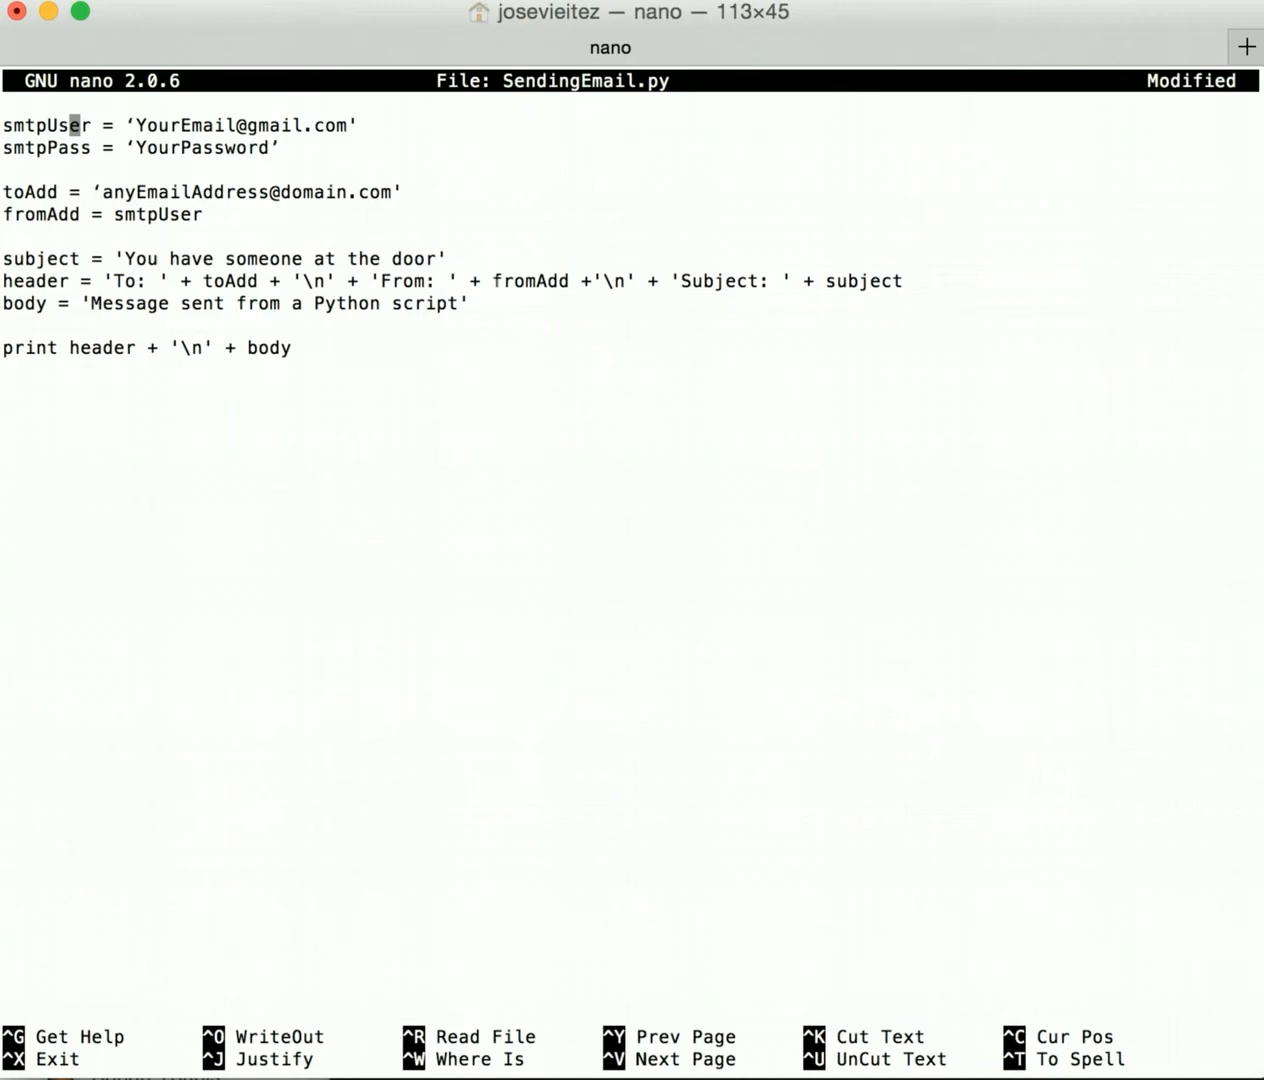 josevieitez — nano — 113×45
nano
+
GNU nano 2.0.6 File: SendingEmail.py Modified
smtpUser = ‘YourEmail@gmail.com'
smtpPass = ‘YourPassword’
toAdd = ‘anyEmailAddress@domain.com'
fromAdd = smtpUser
subject = 'You have someone at the door'
header = 'To: ' + toAdd + '\n' + 'From: ' + fromAdd +'\n' + 'Subject: ' + subject
body = 'Message sent from a Python script'
print header + '\n' + body
^G Get Help ^O WriteOut ^R Read File ^Y Prev Page ^K Cut Text ^C Cur Pos
^X Exit ^J Justify ^W Where Is ^V Next Page ^U UnCut Text ^T To Spell